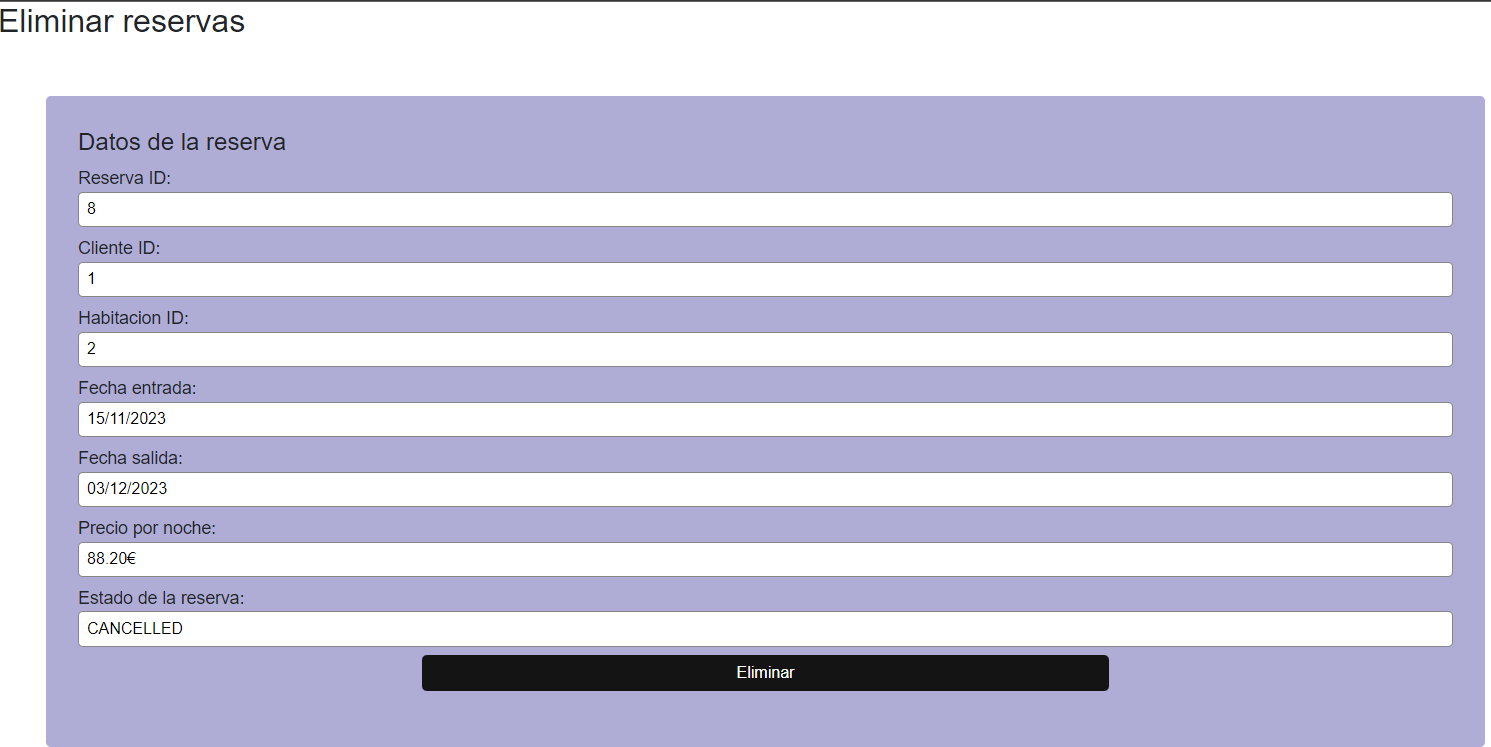 Eliminar reservas
Datos de la reserva
Reserva ID:
8
Cliente ID:
1
Habitacion ID:
2
Fecha entrada:
15/11/2023
Fecha salida:
03/12/2023
Precio por noche:
88.20€
Estado de la reserva:
CANCELLED
Eliminar